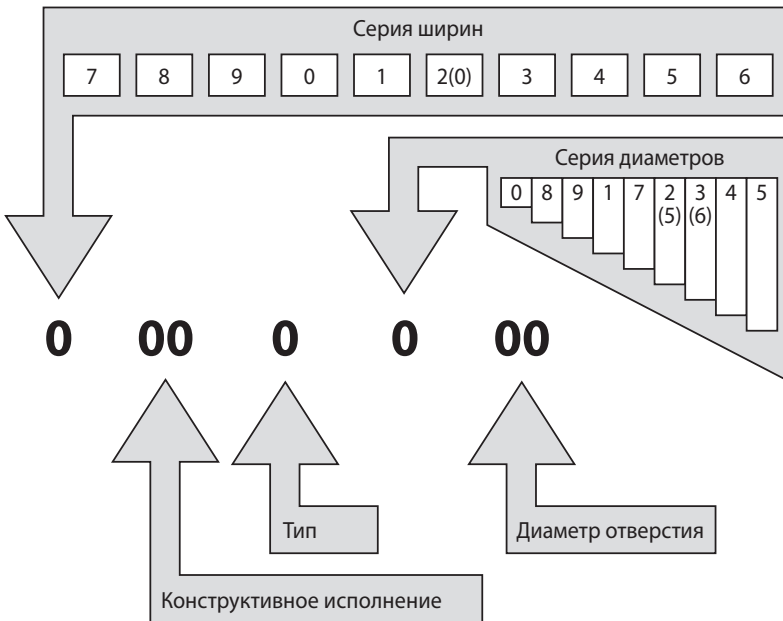 Серия ширин
7 8 9 0 1 2(0) 3 4 5 6
Серия диаметров
0 8 9 1 7 2 3 4 5
(5) (6)
0 00 0 0 00
Тип
Диаметр отверстия
Конструктивное исполнение